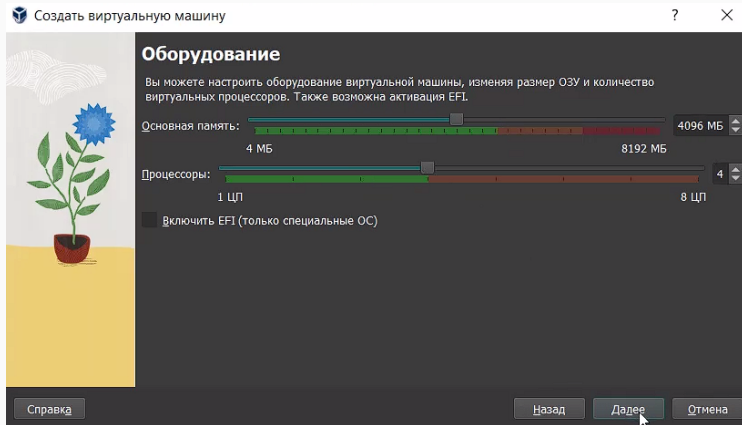 Создать виртуальную машину
?
Оборудование
Вы можете настроить оборудование виртуальной машины, изменяя размер ОЗУ и количество
виртуальных процессоров. Также возможна активация EFI.
Основная память:
4096 МБ
4 МБ 8192 МБ
Процессоры:
4
1 ЦП 8 ЦП
Включить EFI (только специальные ОС)
Справка Назад Далее Отмена